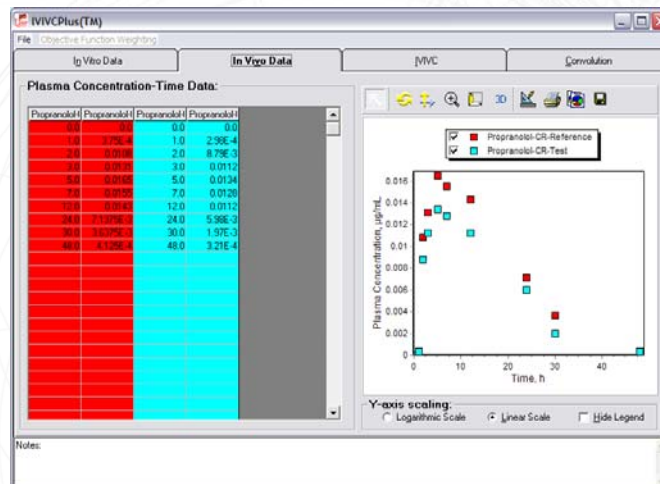 IVIVCPlus(TM)
File Objective Function Weighting
In Vitro Data In Vivo Data IVIVC Convolution
Plasma Concentration-Time Data:
Propranolol-( Propranolol-( Propranolol-( Propranolol-(
0.0 0.0 0.0 0.0
1.0 3.75E-4 1.0 2.98E-4
2.0 0.0108 2.0 8.79E-3
3.0 0.0131 3.0 0.0112
5.0 0.0165 5.0 0.0134
7.0 0.0155 7.0 0.0128
12.0 0.0143 12.0 0.0112
24.0 24.0 5.98E-3
30.0 3.6375E-3 30.0 1.97E-3
48.0 4.125E-4 48.0 3.21E-4
3D
Propranolol-CR-Reference
Propranolol-CR-Test
Plasma Concentration, µg/mL
0.016
0.014
0.012
0.01
0.008
0.006
0.004
0.002
0
0 10 20 30 40
Time, h
Y-axis scaling:
Logarithmic Scale Linear Scale Hide Legend
Notes: